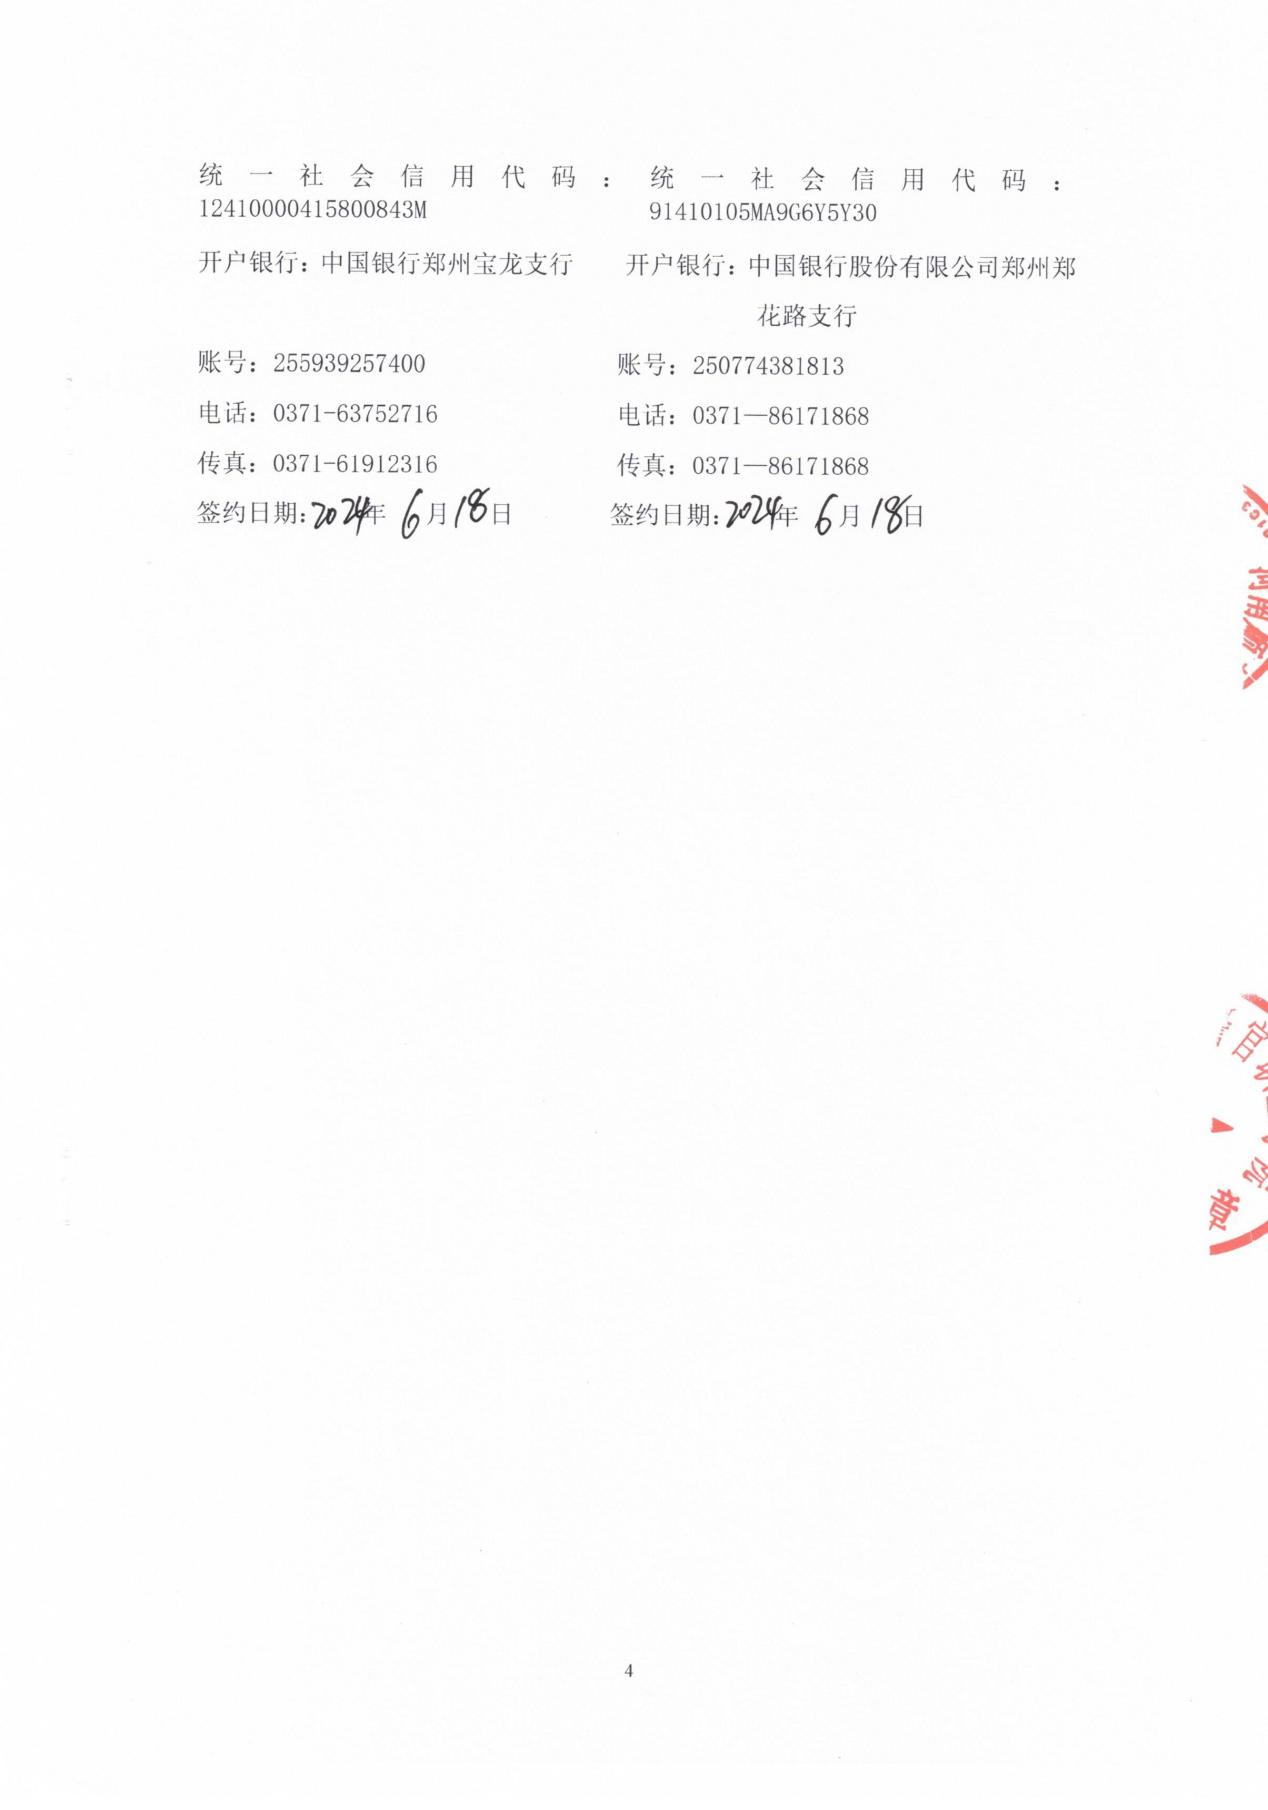 统一社会信用代码： 统一社会信用代码：
12410000415800843M 91410105MA9G6Y5Y30
开户银行：中国银行郑州宝龙支行 开户银行：中国银行股份有限公司郑州郑
花路支行
账号：255939257400 账号：250774381813
电话：0371-63752716 电话：0371—86171868
传真：0371-61912316 传真：0371—86171868
签约日期：2024年 6月18日 签约日期：2024年 6月18日
章
4